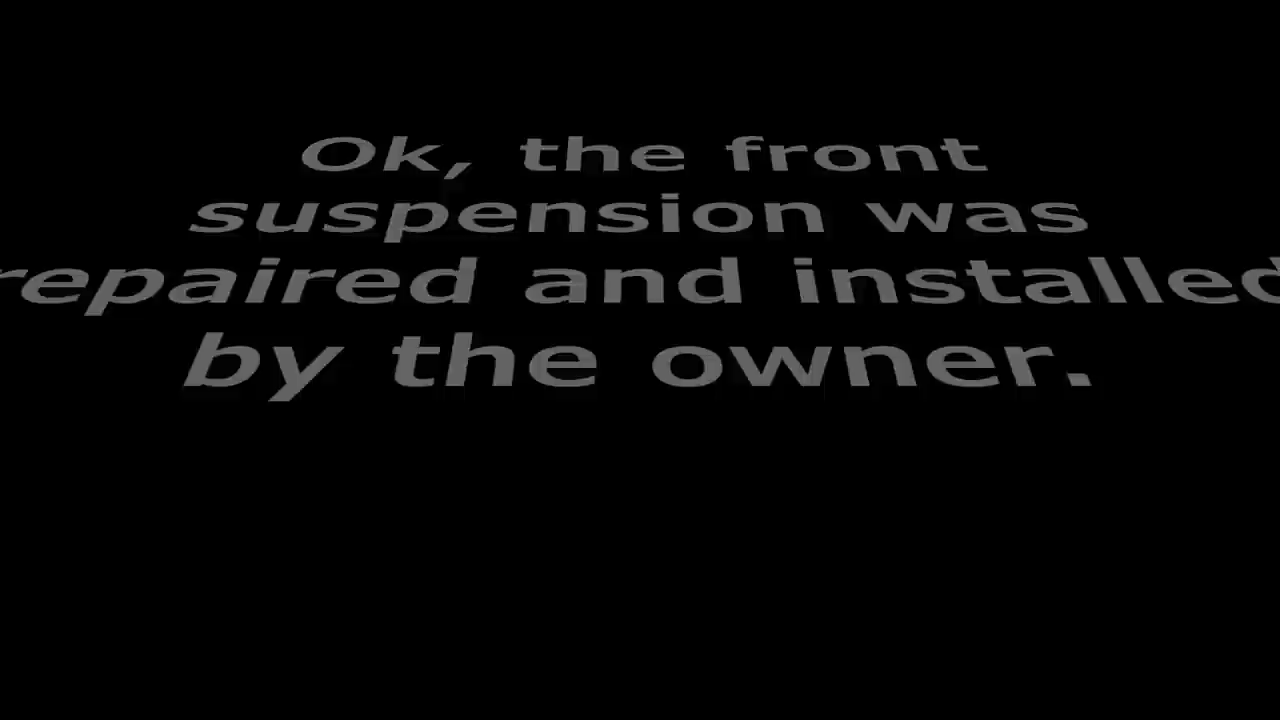 Ok, the front
suspension was
repaired and installed
by the owner.